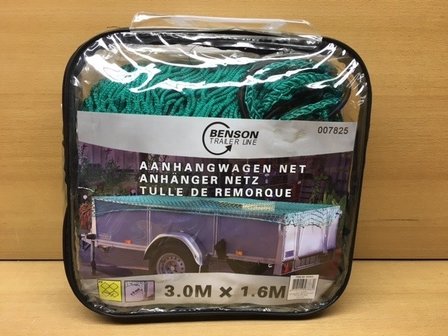 BENSON
TRAILER LINE
007825
AANHANGWAGEN NET
ANHÄNGER NETZ
TULLE DE REMORQUE
3.0M × 1.6M